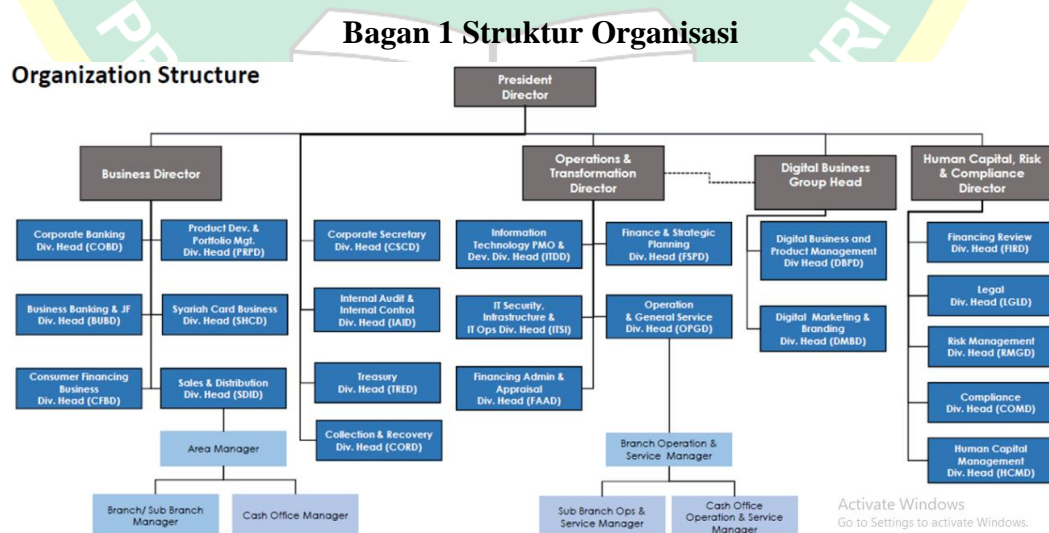 Bagan 1 Struktur Organisasi
Organization Structure
President
Director
Business Director
Operations &
Transformation
Director
Digital Business
Group Head
Human Capital, Risk
& Compliance
Director
Corporate Banking
Div. Head (COBD)
Product Dev. &
Portfolio Mgt.
Div. Head (PRPD)
Corporate Secretary
Div. Head (CSCD)
Information
Technology PMO &
Dev. Div. Head (ITDD)
Finance & Strategic
Planning
Div. Head (FSPD)
Digital Business and
Product Management
Div Head (DBPD)
Financing Review
Div. Head (FIRD)
Business Banking & JF
Div. Head (BUBD)
Syariah Card Business
Div. Head (SHCD)
Internal Audit &
Internal Control
Div. Head (IAID)
IT Security,
Infrastructure &
IT Ops Div. Head (ITSI)
Operation
& General Service
Div. Head (OPGD)
Digital Marketing &
Branding
Div. Head (DMBD)
Legal
Div. Head (LGLD)
Risk Management
Div. Head (RMGD)
Consumer Financing
Business
Div. Head (CFBD)
Sales & Distribution
Div. Head (SDID)
Treasury
Div. Head (TRED)
Financing Admin &
Appraisal
Div. Head (FAAD)
Compliance
Div. Head (COMD)
Area Manager
Collection & Recovery
Div. Head (CORD)
Branch Operation &
Service Manager
Human Capital
Management
Div. Head (HCMD)
Branch/ Sub Branch
Manager
Cash Office Manager
Sub Branch Ops &
Service Manager
Cash Office
Operation & Service
Manager
Activate Windows
Go to Settings to activate Windows.